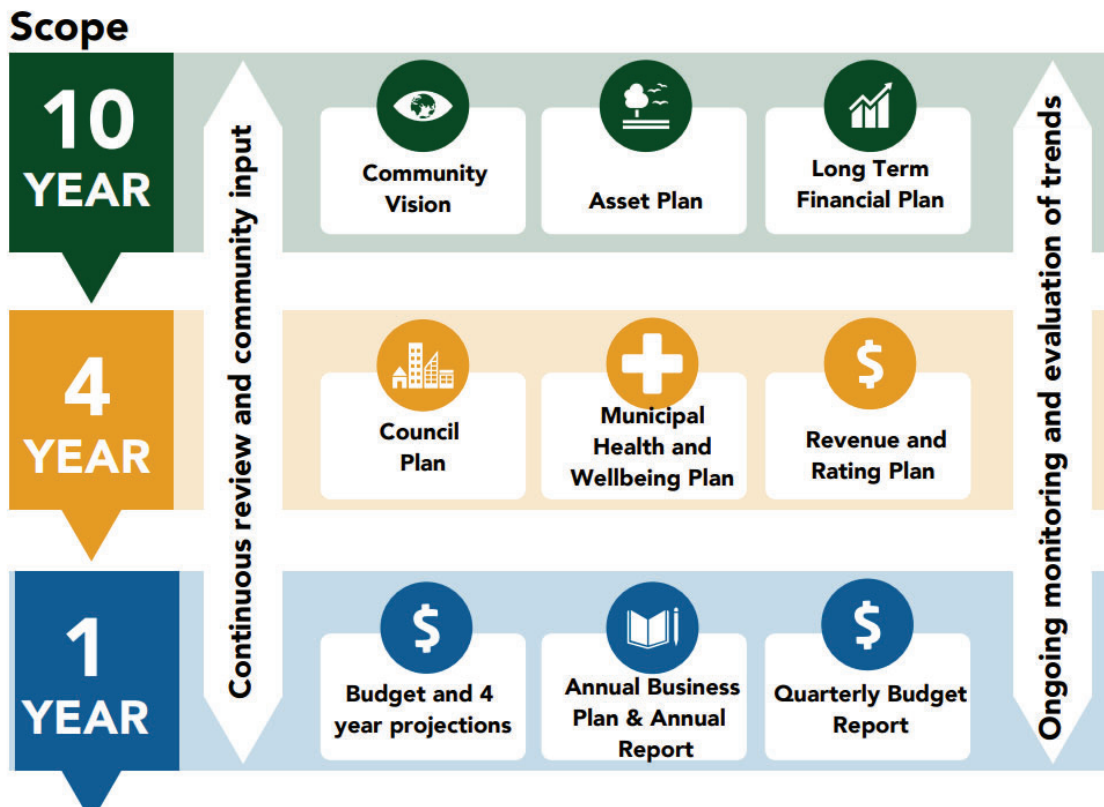 Scope
10
YEAR
Continuous review and community input
Community
Vision
Asset Plan
Long Term
Financial Plan
Ongoing monitoring and evaluation of trends
4
YEAR
Council
Plan
Municipal
Health and
Wellbeing Plan
$
Revenue and
Rating Plan
1
YEAR
$
Budget and 4
year projections
Annual Business
Plan & Annual
Report
$
Quarterly Budget
Report